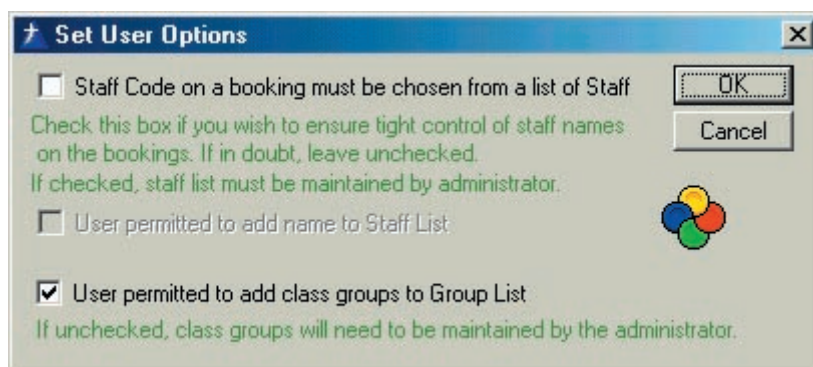 Set User Options
Staff Code on a booking must be chosen from a list of Staff
OK
Check this box if you wish to ensure tight control of staff names
on the bookings. If in doubt, leave unchecked.
Cancel
If checked, staff list must be maintained by administrator.
User permitted to add name to Staff List
User permitted to add class groups to Group List
If unchecked, class groups will need to be maintained by the administrator.